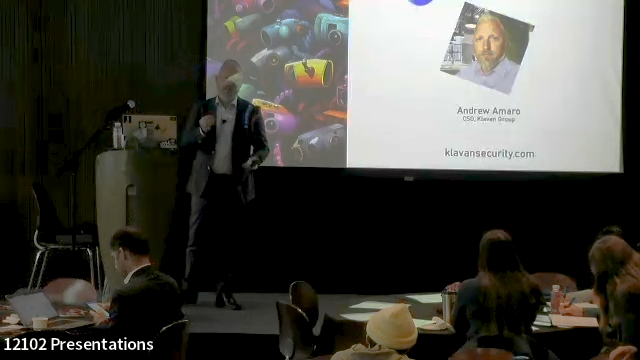 Andrew Amaro
CSO, Klavan Group
klavansecurity.com
12102 Presentations